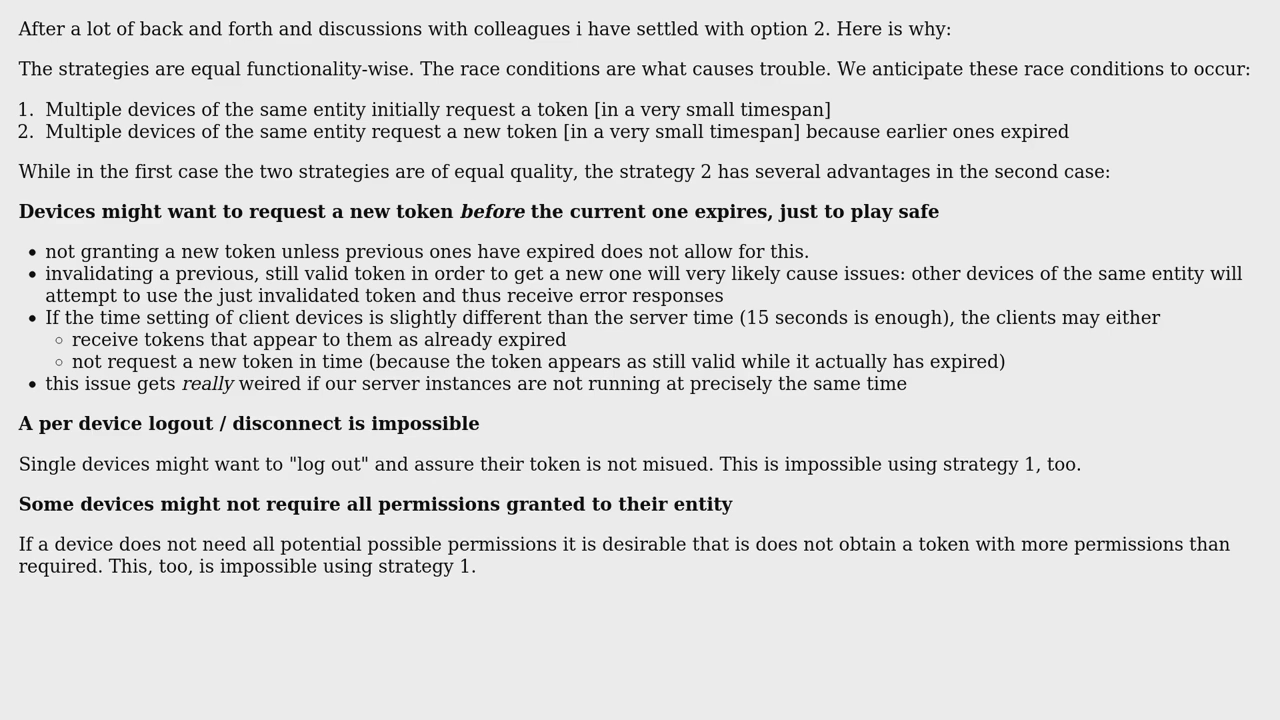 After a lot of back and forth and discussions with colleagues i have settled with option 2. Here is why:
The strategies are equal functionality-wise. The race conditions are what causes trouble. We anticipate these race conditions to occur:
1. Multiple devices of the same entity initially request a token [in a very small timespan]
2. Multiple devices of the same entity request a new token [in a very small timespan] because earlier ones expired
While in the first case the two strategies are of equal quality, the strategy 2 has several advantages in the second case:
Devices might want to request a new token before the current one expires, just to play safe
• not granting a new token unless previous ones have expired does not allow for this.
• invalidating a previous, still valid token in order to get a new one will very likely cause issues: other devices of the same entity will
attempt to use the just invalidated token and thus receive error responses
• If the time setting of client devices is slightly different than the server time (15 seconds is enough), the clients may either
◦ receive tokens that appear to them as already expired
◦ not request a new token in time (because the token appears as still valid while it actually has expired)
• this issue gets really weired if our server instances are not running at precisely the same time
A per device logout / disconnect is impossible
Single devices might want to "log out" and assure their token is not misued. This is impossible using strategy 1, too.
Some devices might not require all permissions granted to their entity
If a device does not need all potential possible permissions it is desirable that is does not obtain a token with more permissions than
required. This, too, is impossible using strategy 1.